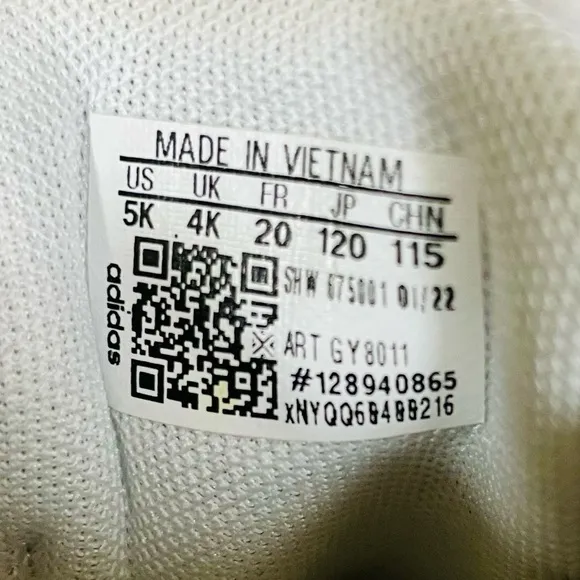 MADE IN VIETNAM
US UK FR JP CHN
5K 4K 20 120 115
SHW 675001 01/22
ART GY8011
#128940865
adidas